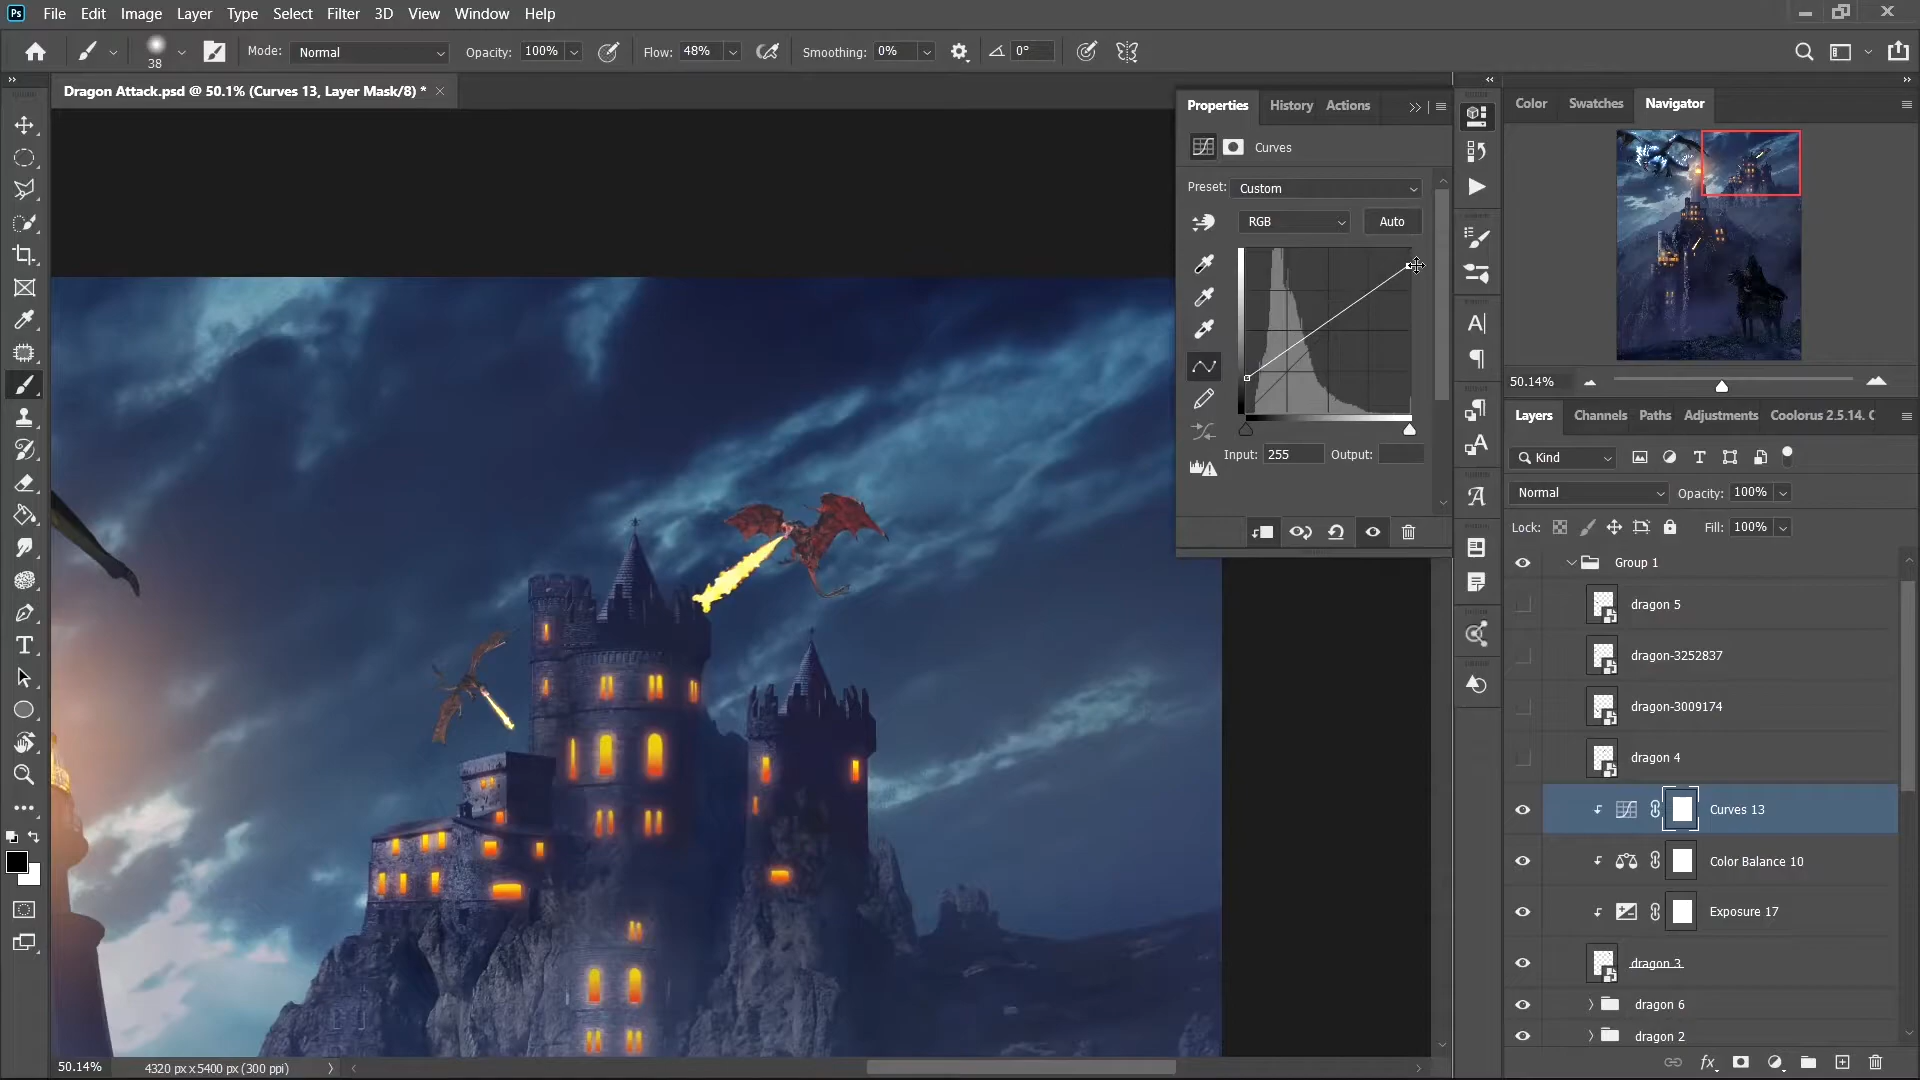 Ps File Edit Image Layer Type Select Filter 3D View Window Help
38 Mode: Normal Opacity: 100% Flow: 48% Smoothing: 0% 0°
Dragon Attack.psd @ 50.1% (Curves 13, Layer Mask/8) *
Properties History Actions
Curves
Preset: Custom
RGB Auto
Input: 255 Output:
Color Swatches Navigator
50.14%
Layers Channels Paths Adjustments Coolorus 2.5.14. C
Kind
Normal Opacity: 100%
Lock: Fill: 100%
Group 1
dragon 5
dragon-3252837
dragon-3009174
dragon 4
Curves 13
Color Balance 10
Exposure 17
dragon 3
dragon 6
dragon 2
fx
50.14% 4320 px x 5400 px (300 ppi)